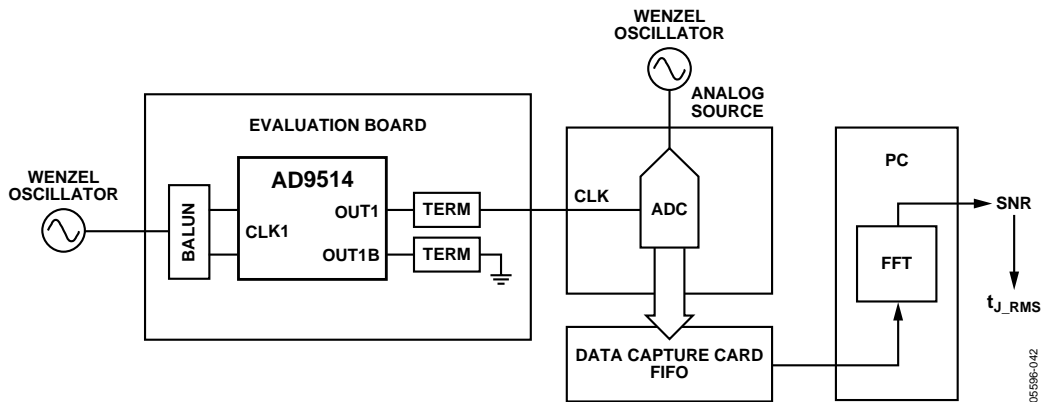 WENZEL
OSCILLATOR
ANALOG
SOURCE
EVALUATION BOARD
PC
WENZEL
OSCILLATOR
BALUN
AD9514
CLK1
OUT1
OUT1B
TERM
TERM
CLK
ADC
FFT
SNR
tJ_RMS
DATA CAPTURE CARD
FIFO
05596-042